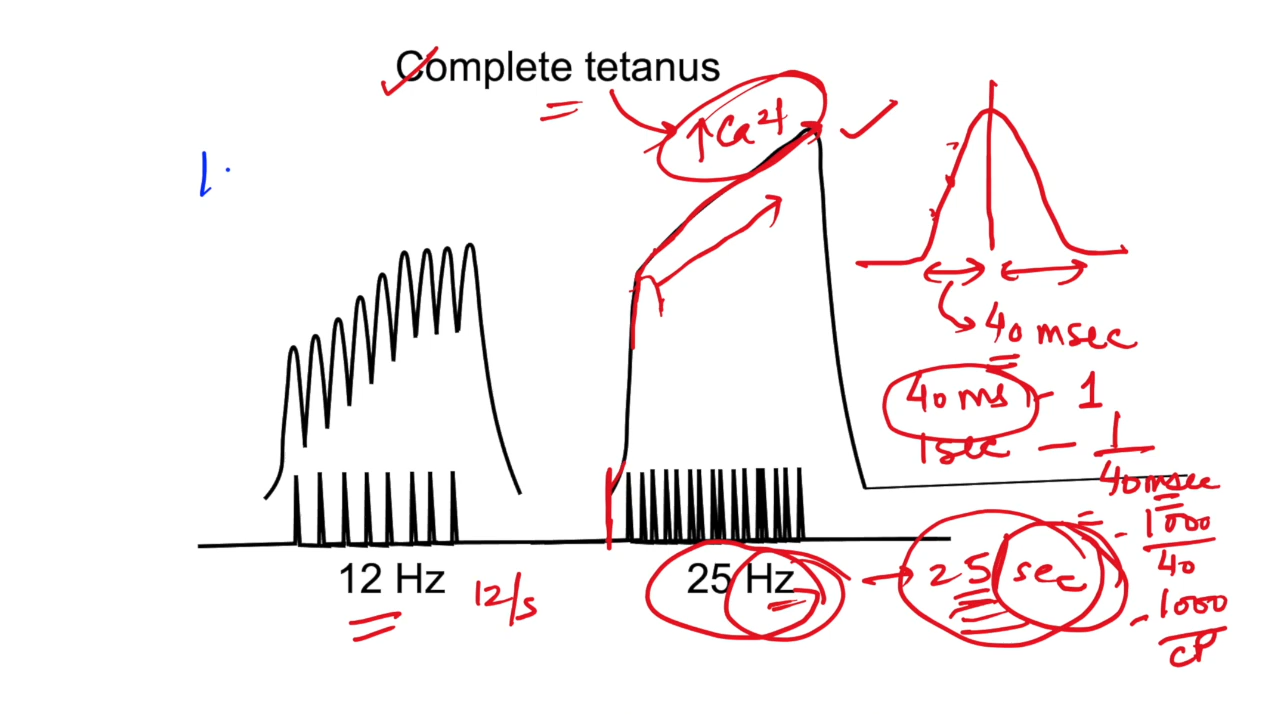 Complete tetanus
↑Ca2+
40 msec
40 ms - 1
1sec - 1/40msec
- 1000/40
- 1000/CP
12 Hz
12/s
25 Hz → 25 sec